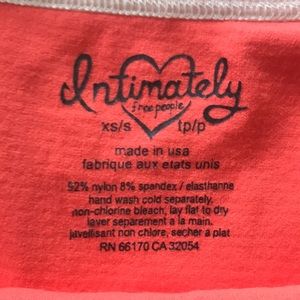 Intimately
free people
xs/s tp/p
made in usa
fabrique aux etats unis
92% nylon 8% spandex / elasthanne
hand wash cold separately,
non-chlorine bleach, lay flat to dry
layer separement a la main.
javellisant non chlore, secher a plat
RN 66170 CA 32054